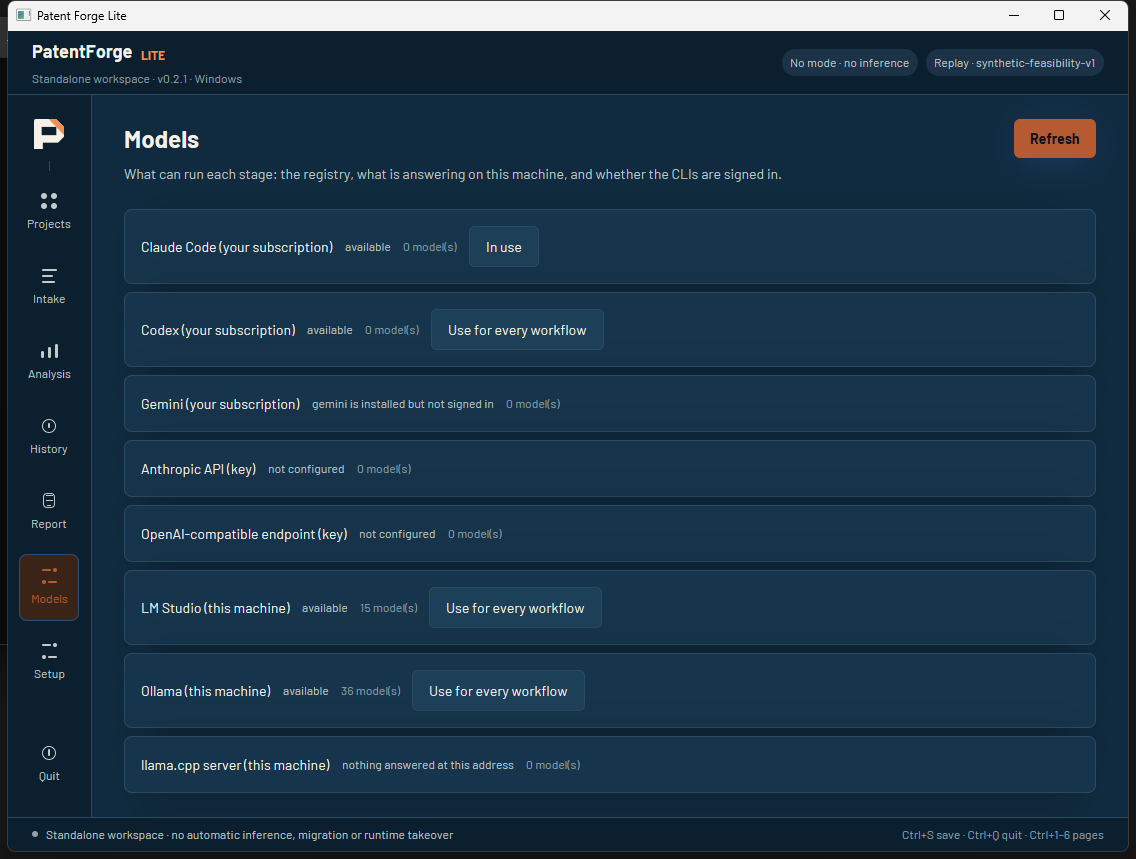 Patent Forge Lite
PatentForge LITE
Standalone workspace · v0.2.1 · Windows
No mode · no inference
Replay · synthetic-feasibility-v1
Models
Refresh
What can run each stage: the registry, what is answering on this machine, and whether the CLIs are signed in.
Projects
Intake
Analysis
History
Report
Models
Setup
Quit
Claude Code (your subscription) available 0 model(s) In use
Codex (your subscription) available 0 model(s) Use for every workflow
Gemini (your subscription) gemini is installed but not signed in 0 model(s)
Anthropic API (key) not configured 0 model(s)
OpenAI-compatible endpoint (key) not configured 0 model(s)
LM Studio (this machine) available 15 model(s) Use for every workflow
Ollama (this machine) available 36 model(s) Use for every workflow
llama.cpp server (this machine) nothing answered at this address 0 model(s)
Standalone workspace · no automatic inference, migration or runtime takeover
Ctrl+S save · Ctrl+Q quit · Ctrl+1-6 pages